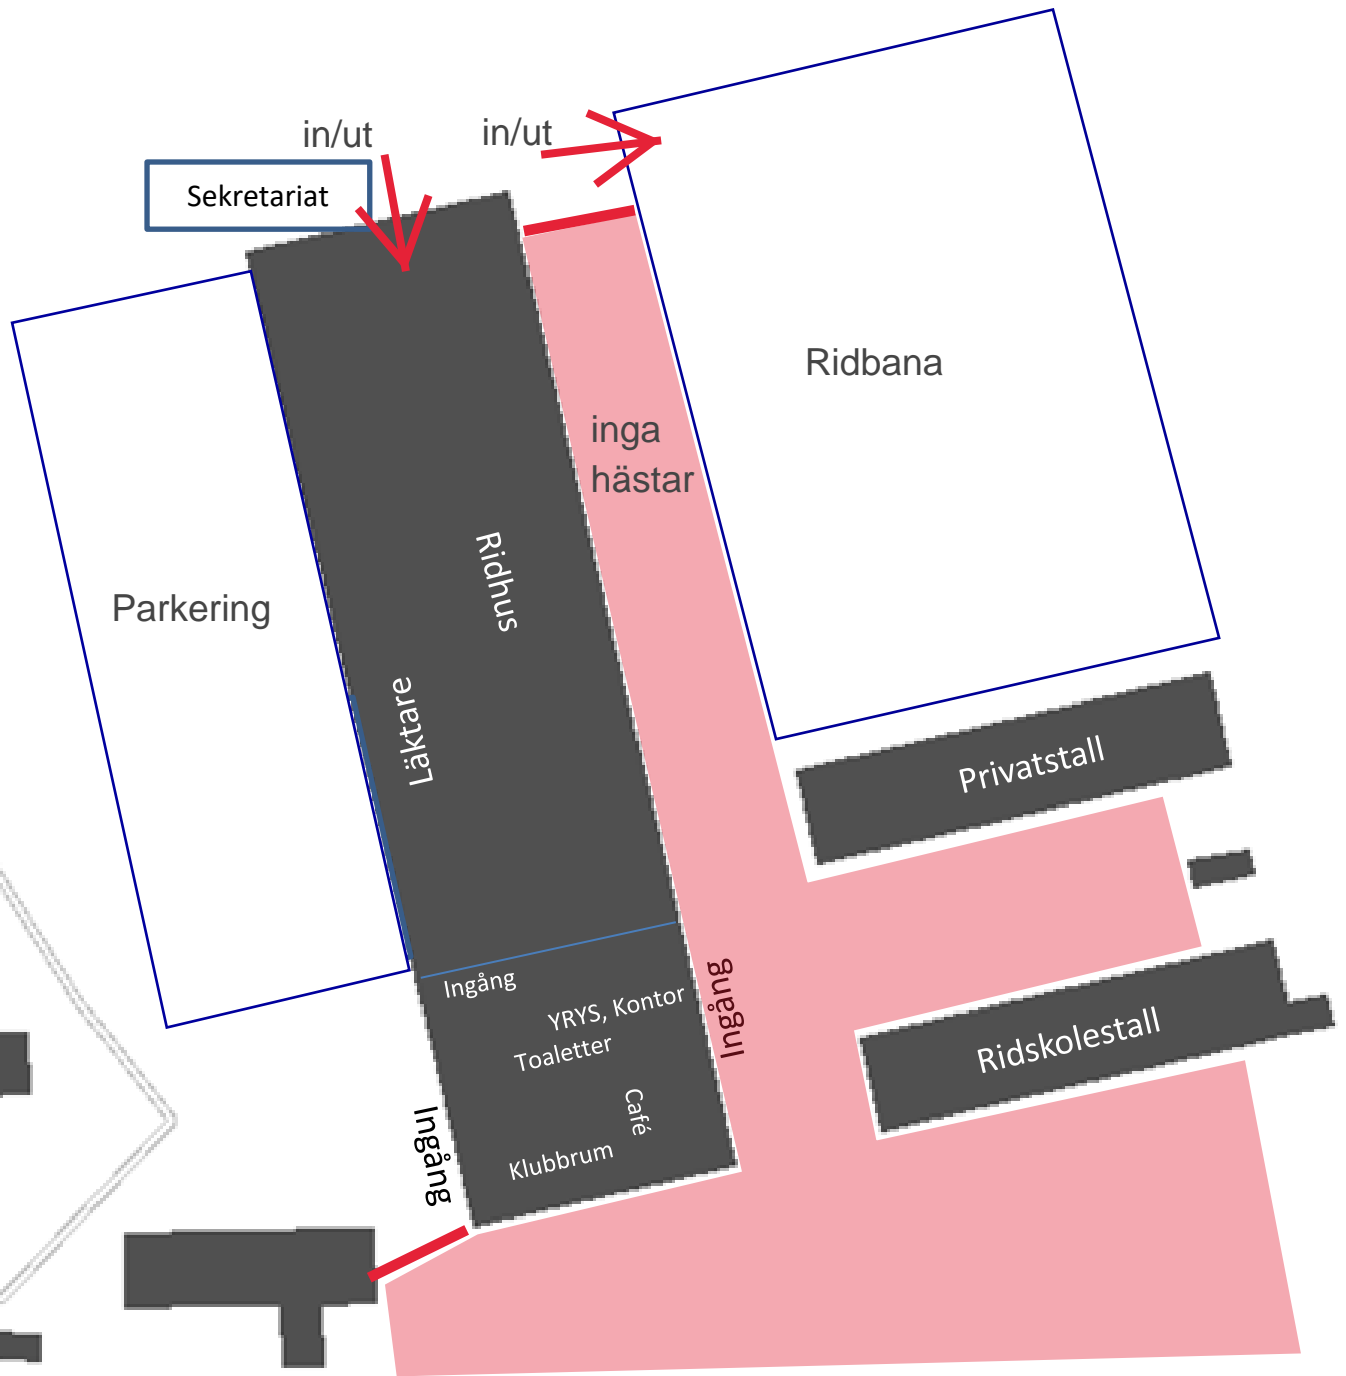 in/ut
in/ut
Sekretariat
Ridbana
inga
hästar
Ridhus
Parkering
Läktare
Privatstall
Ingång
YRYS, Kontor
Toaletter
Ingång
Ridskolestall
Café
Ingång
Klubbrum